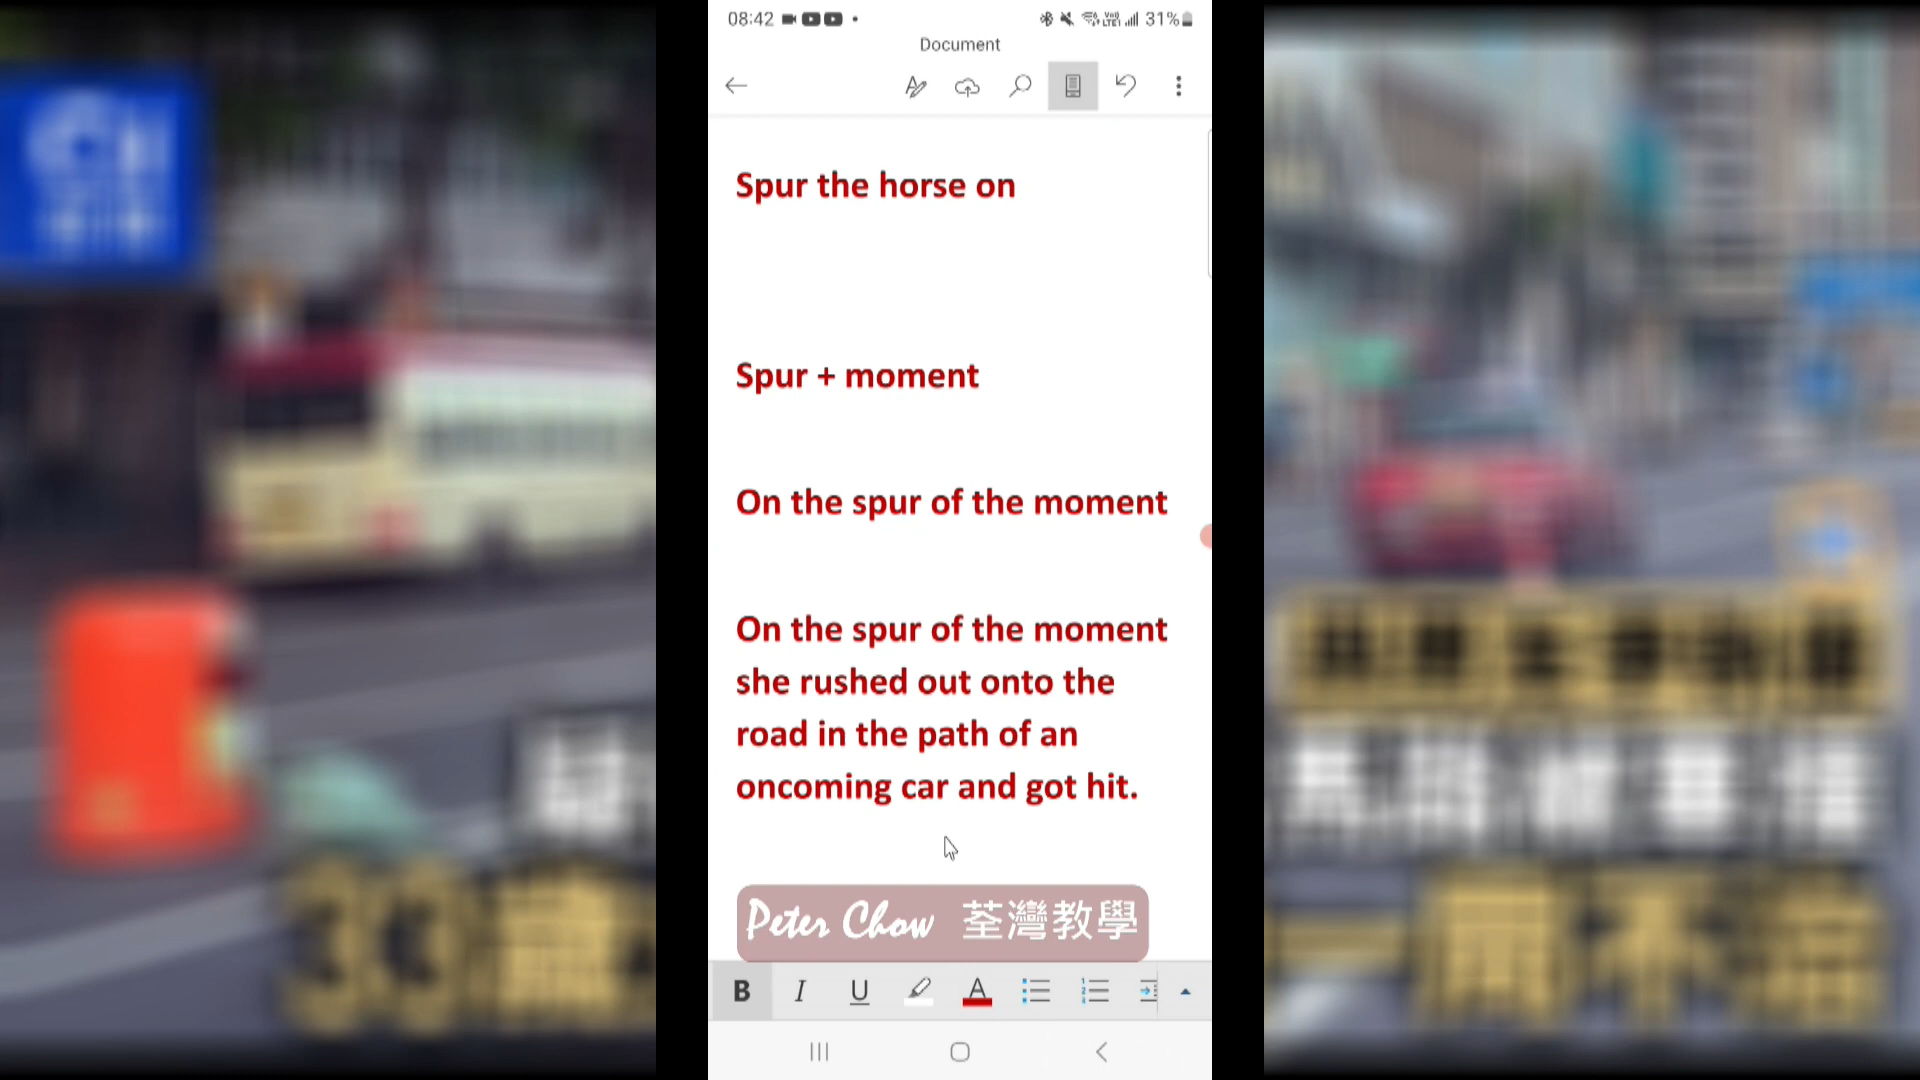 08:42
VoD
LTE1
31%
Document
Spur the horse on
Spur + moment
On the spur of the moment
On the spur of the moment
she rushed out onto the
road in the path of an
oncoming car and got hit.
Peter Chow 荃灣教學
B I U A